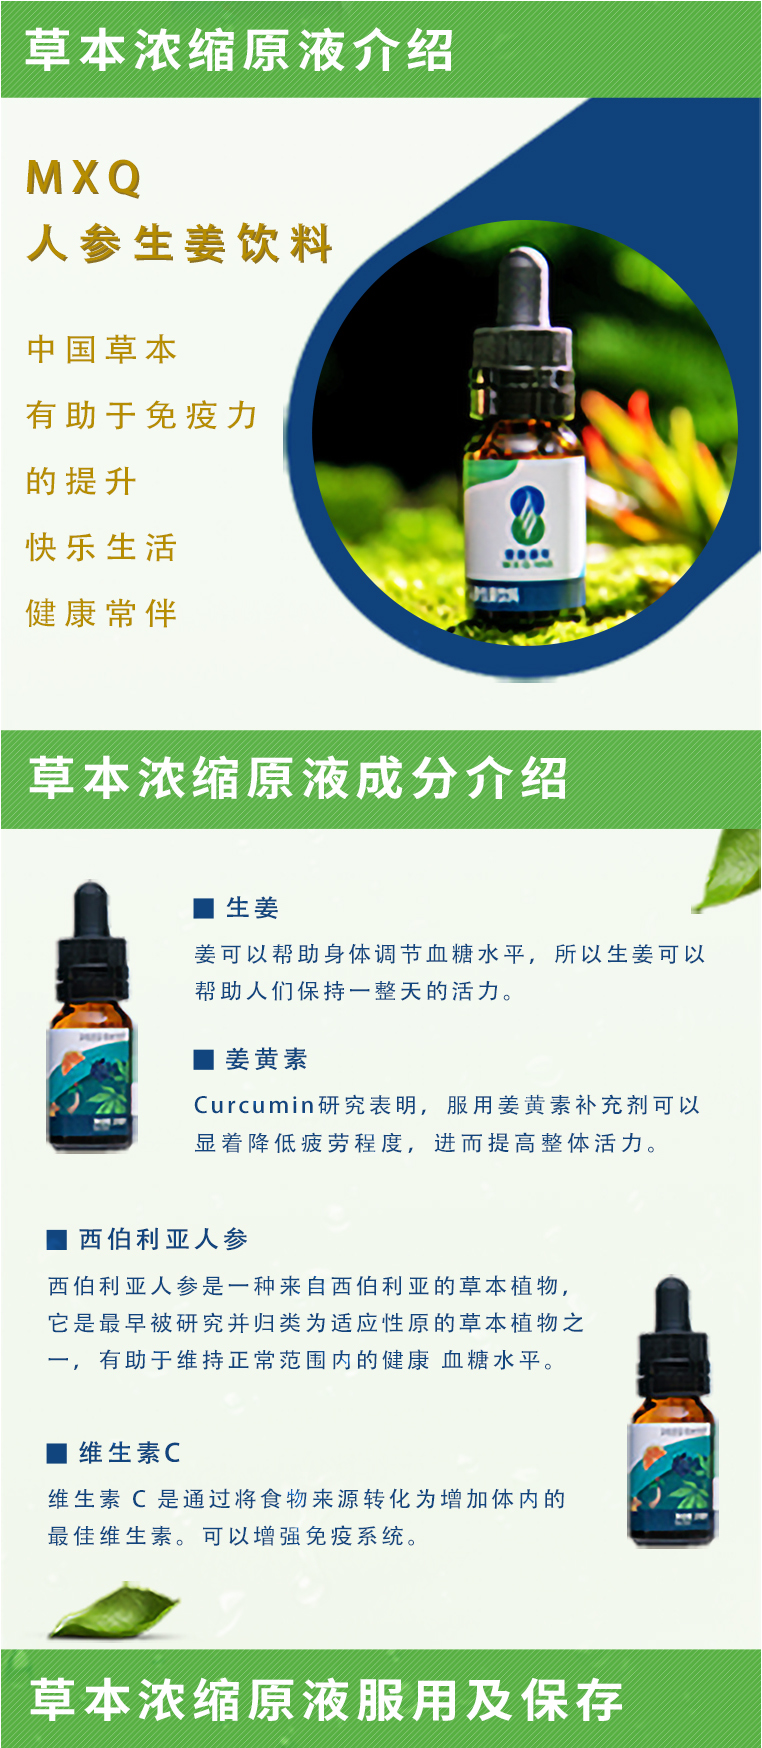 草本浓缩原液介绍
MXQ
人参生姜饮料
中国草本
有助于免疫力
的提升
快乐生活
健康常伴
草本浓缩原液成分介绍
生姜
姜可以帮助身体调节血糖水平，所以生姜可以
帮助人们保持一整天的活力。
姜黄素
Curcumin研究表明，服用姜黄素补充剂可以
显着降低疲劳程度，进而提高整体活力。
西伯利亚人参
西伯利亚人参是一种来自西伯利亚的草本植物，
它是最早被研究并归类为适应性原的草本植物之
一，有助于维持正常范围内的健康 血糖水平。
维生素C
维生素 C 是通过将食物来源转化为增加体内的
最佳维生素。可以增强免疫系统。
草本浓缩原液服用及保存